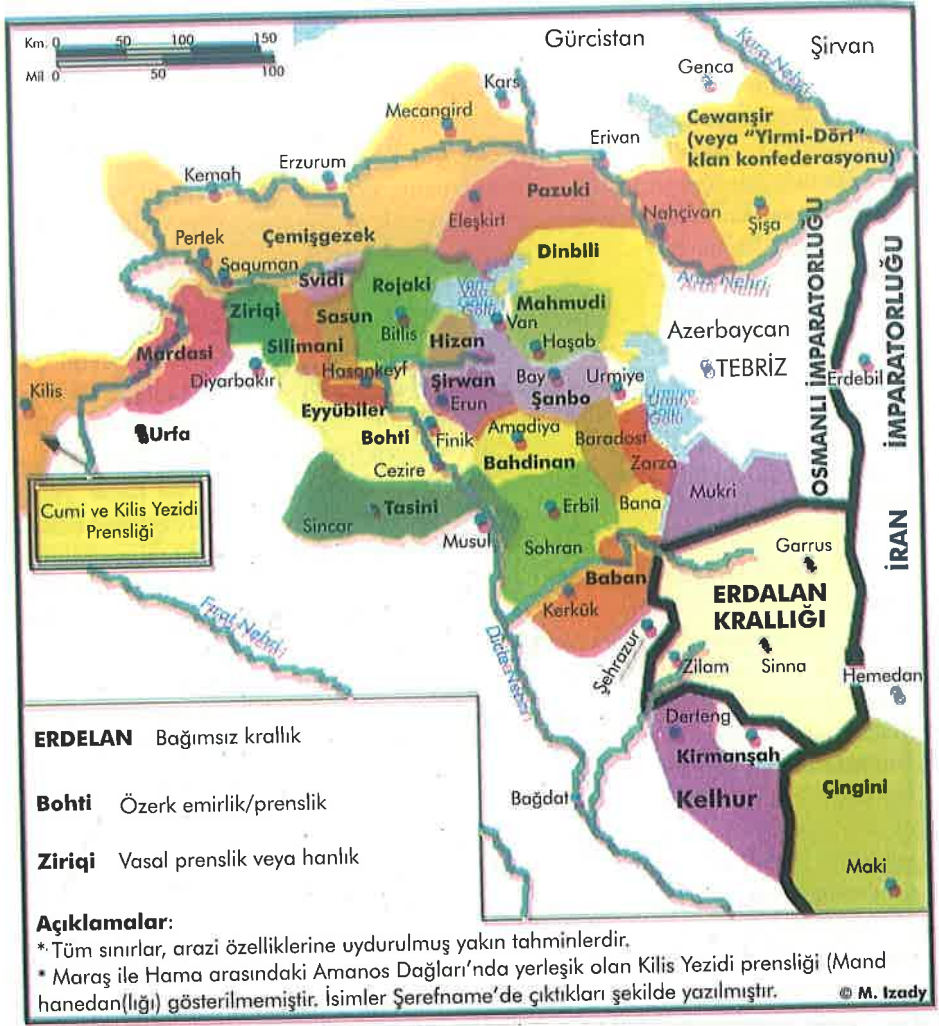 Km. 0 50 100 150
Mil 0 50 100
Gürcistan
Şirvan
Kura Nehri
Genca
Kars
Mecangird
Cewanşir
(veya "Yirmi-Dört"
klan konfederasyonu)
Erivan
Erzurum
Kemah
Pazuki
Eleşkirt
Nahçivan
Şişa
Pertek
Çemişgezek
Dinbili
Saquman
Svidi
Rojaki
Van
Gölü
Aras Nehri
Mahmudi
Ziriqi
Sasun
Bitlis
Van
Azerbaycan
Silimani
Hizan
Haşab
Mardasi
TEBRİZ
Erdebil
OSMANLI İMPARATORLUĞU
İRAN İMPARATORLUĞU
Kilis
Diyarbakır
Hasankeyf
Şirwan
Bay
Urmiye
Urmiye
Gölü
Erun
Şanbo
Eyyübiler
Urfa
Bohti
Finik
Amadiya
Baradost
Cezire
Bahdinan
Zarza
Mukri
Cumi ve Kilis Yezidi
Prensliği
Tasini
Sincar
Erbil
Bana
Musul
Sohran
Garrus
Baban
ERDALAN
KRALLIĞI
Kerkûk
Fırat Nehri
Dicle Nehri
Şehrazur
Zilam
Sinna
Hemedan
ERDELAN Bağımsız krallık
Derteng
Kirmanşah
Bohti Özerk emirlik/prenslik
Bağdat
Kelhur
Çingini
Ziriqi Vasal prenslik veya hanlık
Maki
Açıklamalar:
* Tüm sınırlar, arazi özelliklerine uydurulmuş yakın tahminlerdir.
* Maraş ile Hama arasındaki Amanos Dağları'nda yerleşik olan Kilis Yezidi prensliği (Mand
hanedan(lığı) gösterilmemiştir. İsimler Şerefname'de çıktıkları şekilde yazılmıştır.
© M. Izady